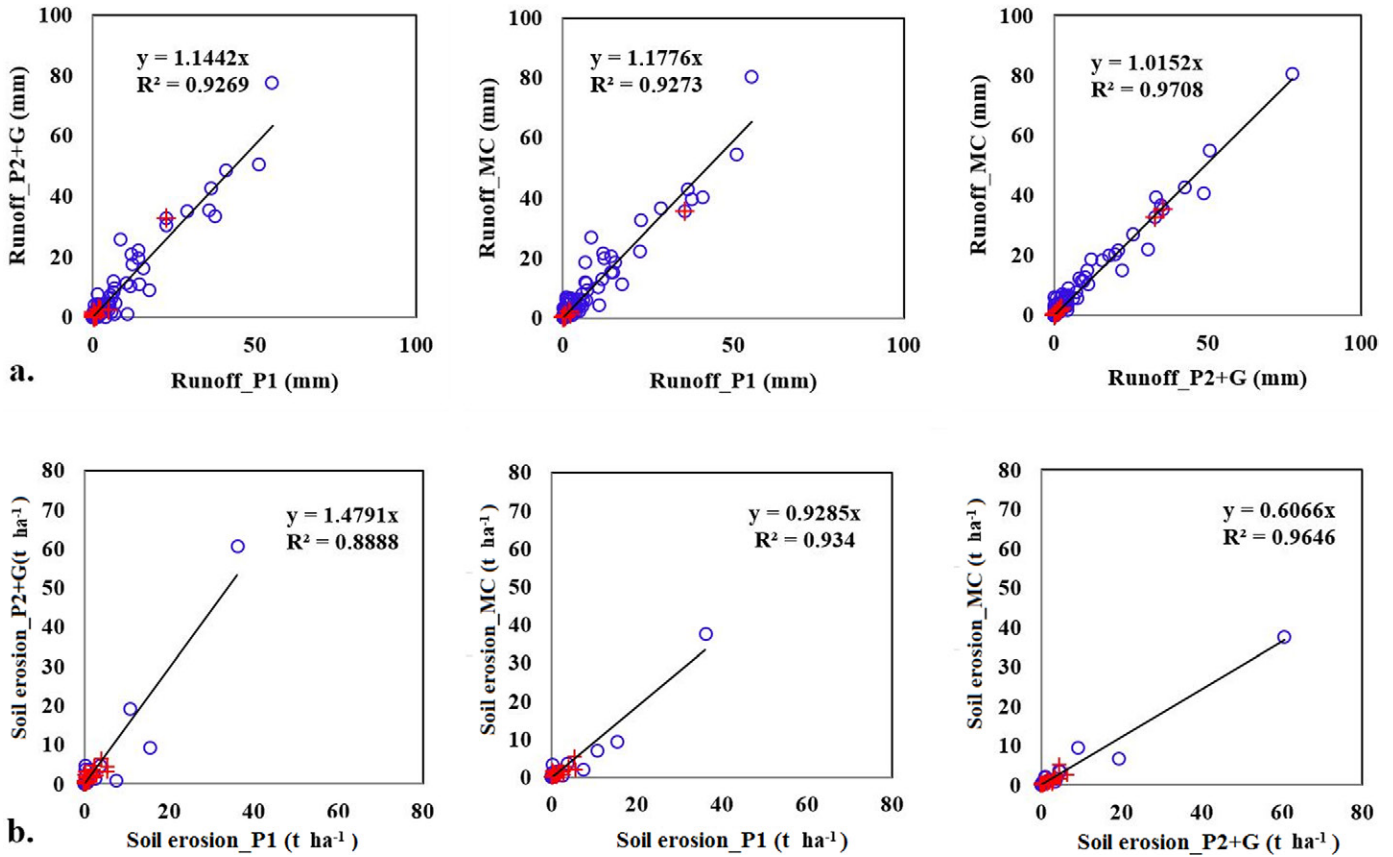 100
80
60
40
20
0
Runoff_P2+G (mm)
y = 1.1442x
R² = 0.9269
0 50 100
Runoff_P1 (mm)
100
80
60
40
20
0
Runoff_MC (mm)
y = 1.1776x
R² = 0.9273
0 50 100
Runoff_P1 (mm)
100
80
60
40
20
0
Runoff_MC (mm)
y = 1.0152x
R² = 0.9708
0 50 100
Runoff_P2+G (mm)
a.
80
70
60
50
40
30
20
10
0
Soil erosion_P2+G(t ha⁻¹)
y = 1.4791x
R² = 0.8888
0 20 40 60 80
Soil erosion_P1 (t ha⁻¹)
80
70
60
50
40
30
20
10
0
Soil erosion_MC (t ha⁻¹)
y = 0.9285x
R² = 0.934
0 20 40 60 80
Soil erosion_P1 (t ha⁻¹)
80
70
60
50
40
30
20
10
0
Soil erosion_MC (t ha⁻¹)
y = 0.6066x
R² = 0.9646
0 20 40 60 80
Soil erosion_P2+G (t ha⁻¹)
b.